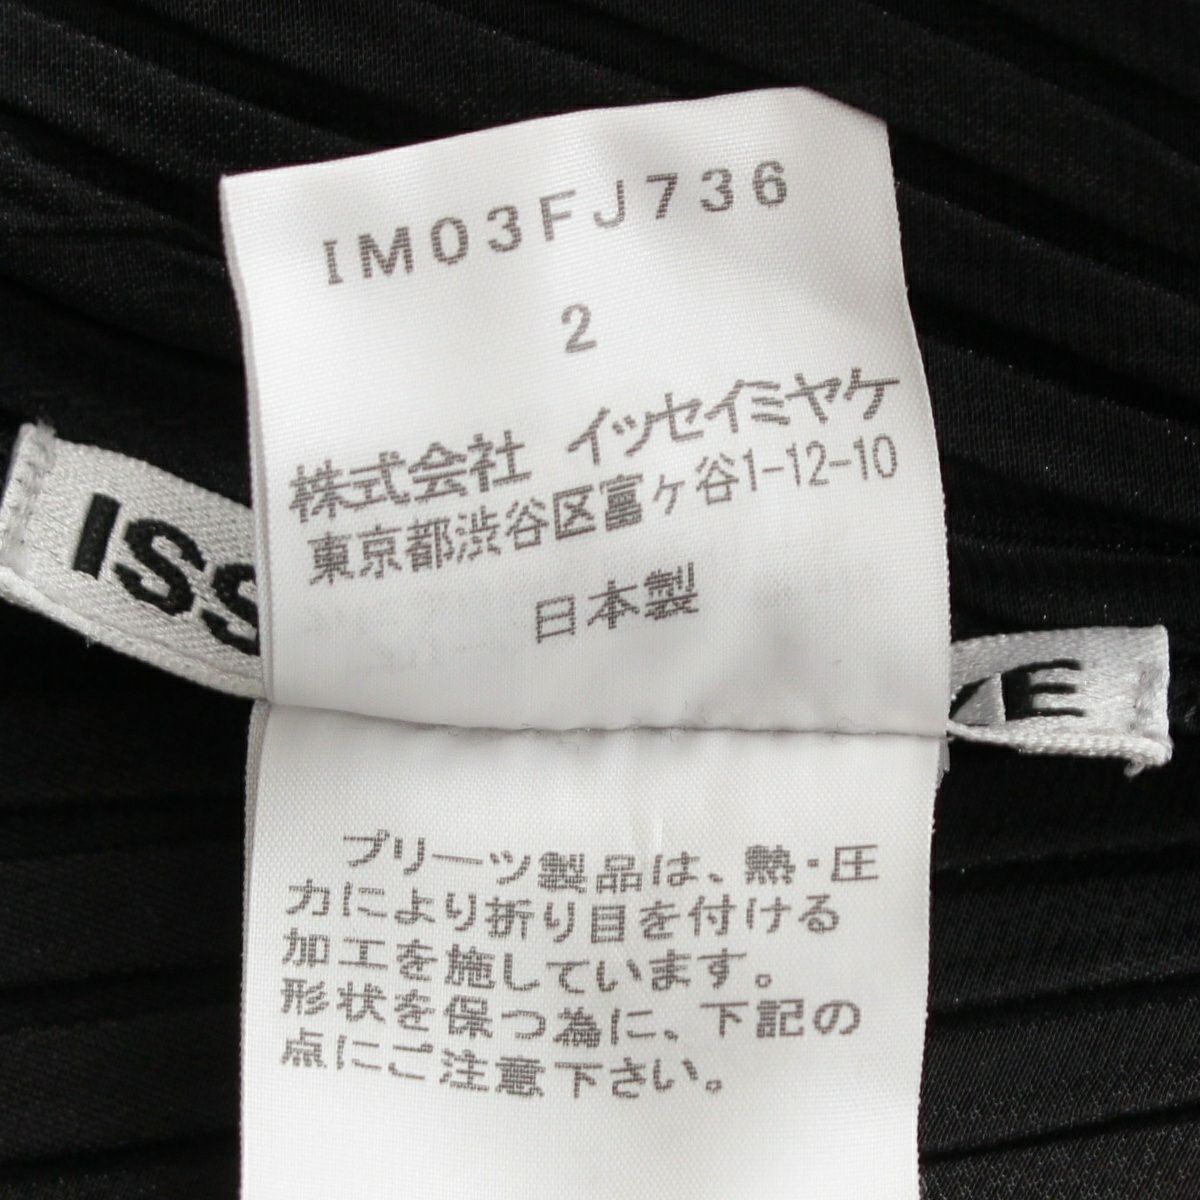 IM03FJ736
2
株式会社 イッセイミヤケ
東京都渋谷区富ヶ谷1-12-10
日本製
ISS
KE
プリーツ製品は、熱・圧
力により折り目を付ける
加工を施しています。
形状を保つ為に、下記の
点にご注意下さい。